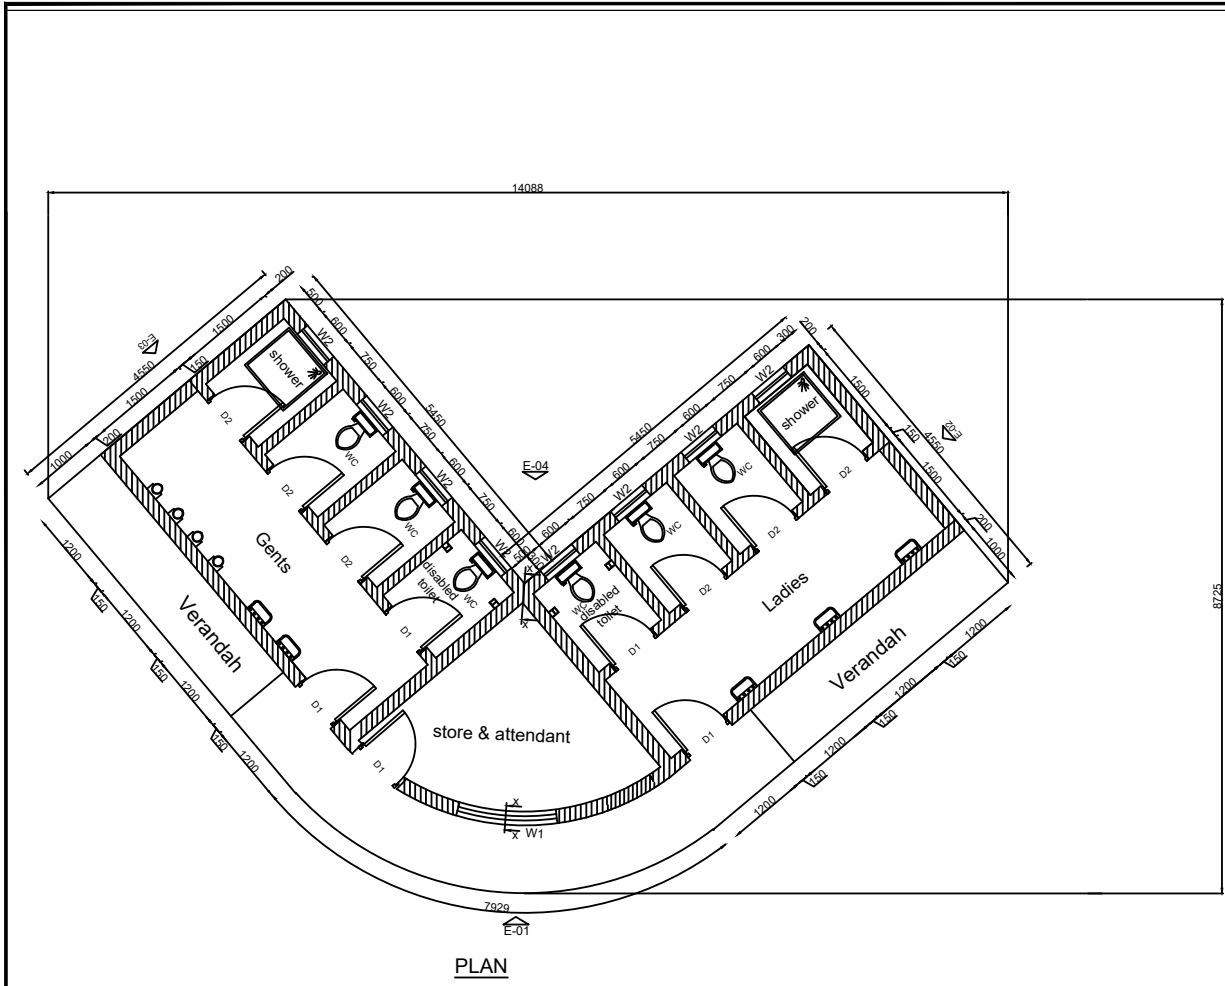 14088
200
1500
4550
150
1500
200
1000
E-03
500
600
750
600
750
600
750
600
5450
W2
W2
W2
W2
shower
D2
WC
D2
WC
D2
disabled
toilet
WC
D1
Gents
Verandah
D1
1200
150
1200
150
1200
150
1200
E-04
5450
200
300
600
750
600
750
600
750
600
W2
W2
W2
W2
shower
D2
WC
D2
WC
D2
WC
disabled
toilet
D1
Ladies
Verandah
D1
1500
150
4550
1500
200
1000
E-02
1200
150
1200
150
1200
150
1200
8725
x
x
store & attendant
D1
x
x W1
7929
E-01
PLAN